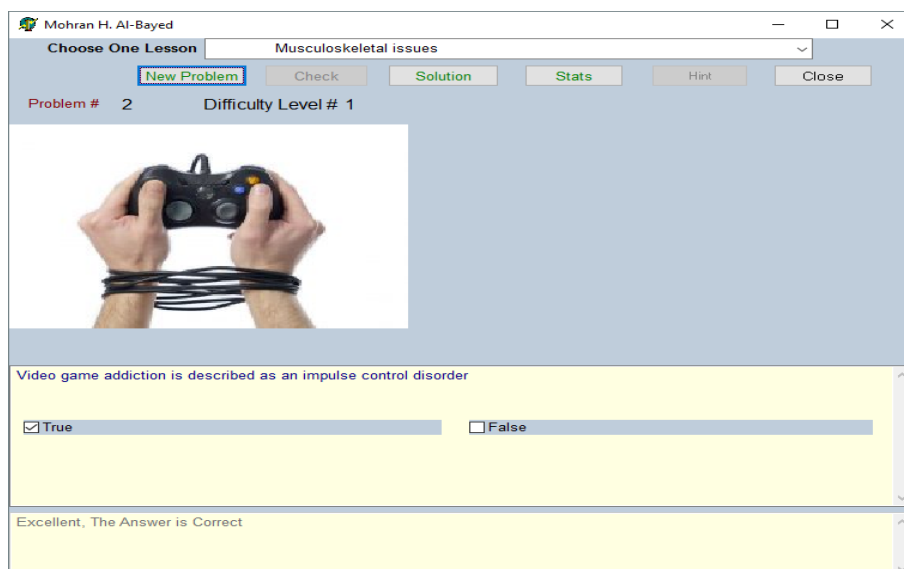 Mohran H. Al-Bayed
Choose One Lesson Musculoskeletal issues
New Problem Check Solution Stats Hint Close
Problem # 2 Difficulty Level # 1
Video game addiction is described as an impulse control disorder
True False
Excellent, The Answer is Correct